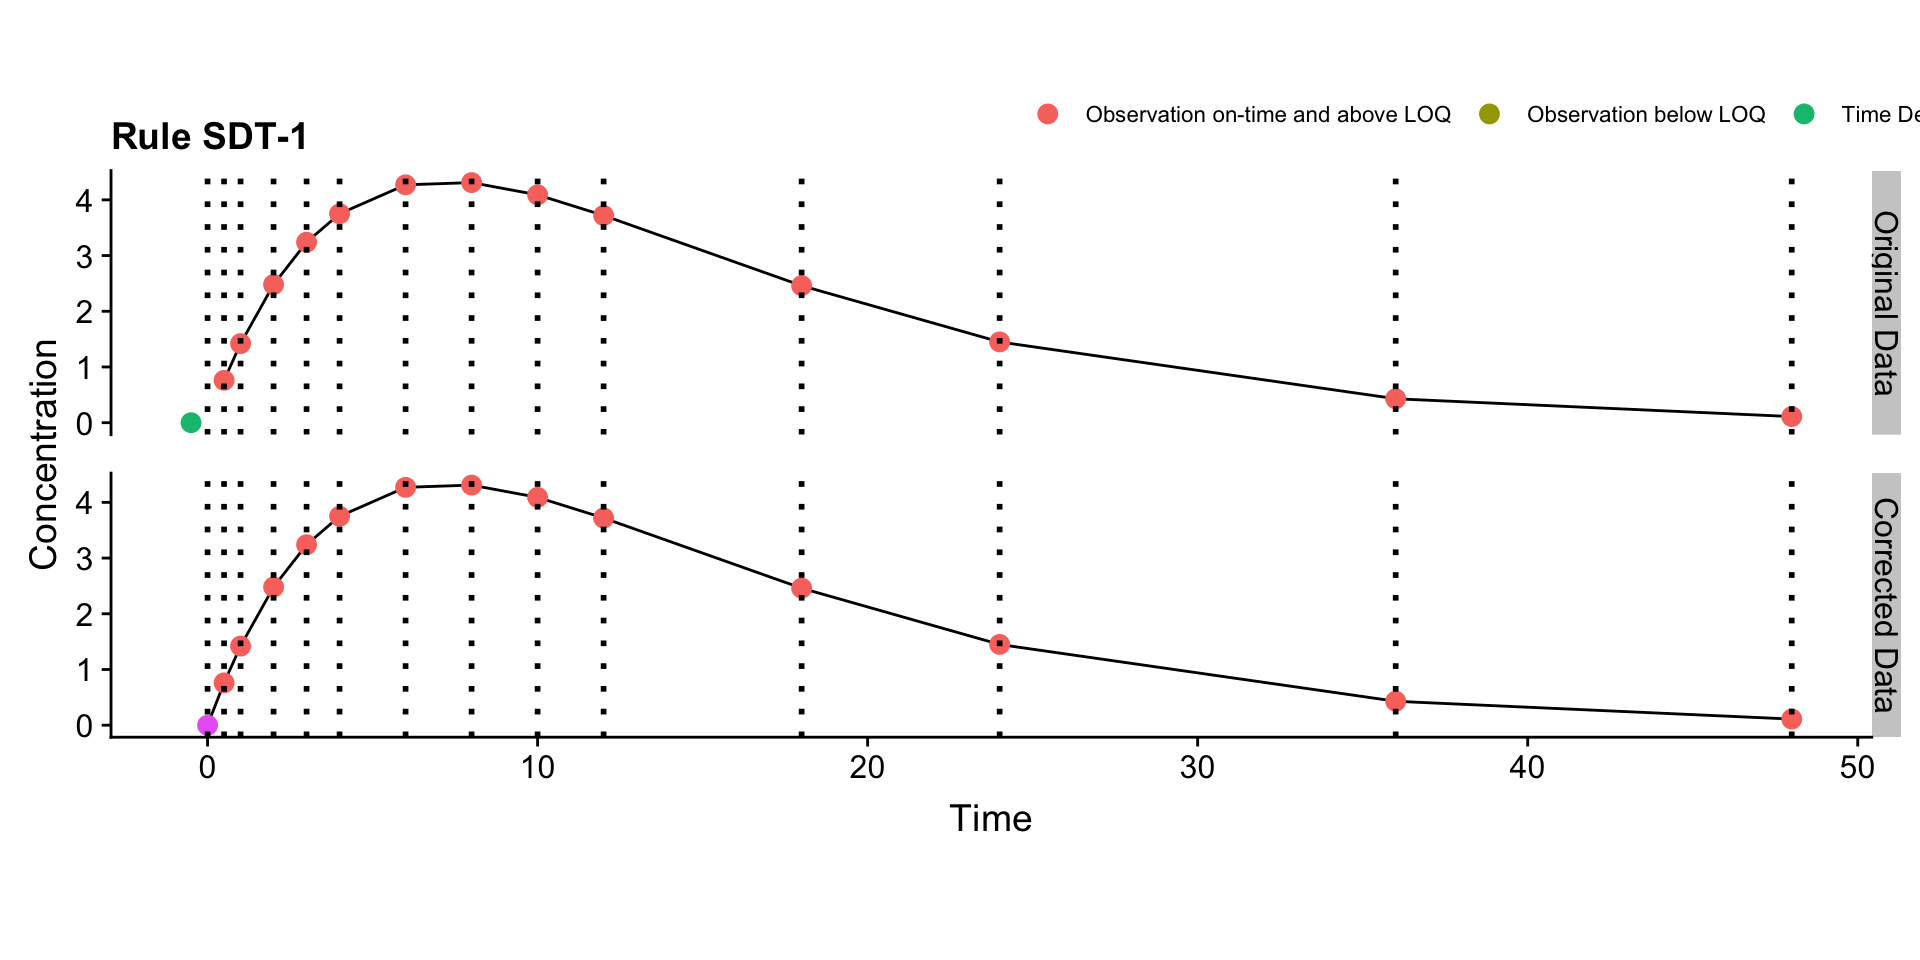 Observation on-time and above LOQ
Observation below LOQ
Time
Rule SDT-1
Concentration
4
3
2
1
0
Original Data
4
3
2
1
0
Corrected Data
0
10
20
30
40
50
Time